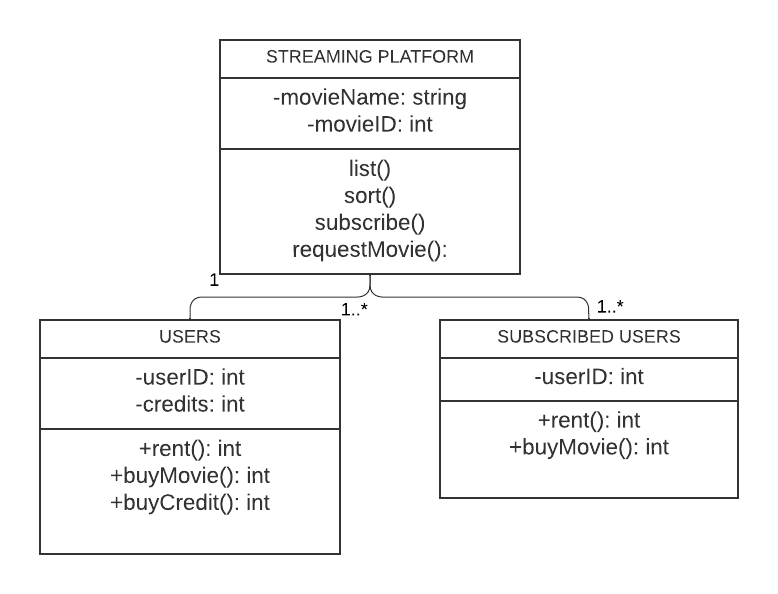 STREAMING PLATFORM
-movieName: string
-movieID: int
list()
sort()
subscribe()
requestMovie():
1
1..*
1..*
USERS
-userID: int
-credits: int
+rent(): int
+buyMovie(): int
+buyCredit(): int
SUBSCRIBED USERS
-userID: int
+rent(): int
+buyMovie(): int